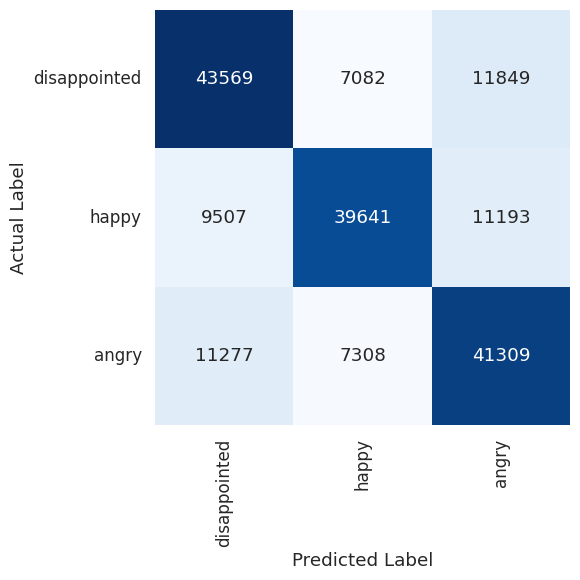 disappointed 43569 7082 11849
happy 9507 39641 11193
angry 11277 7308 41309
Actual Label
disappointed happy angry
Predicted Label